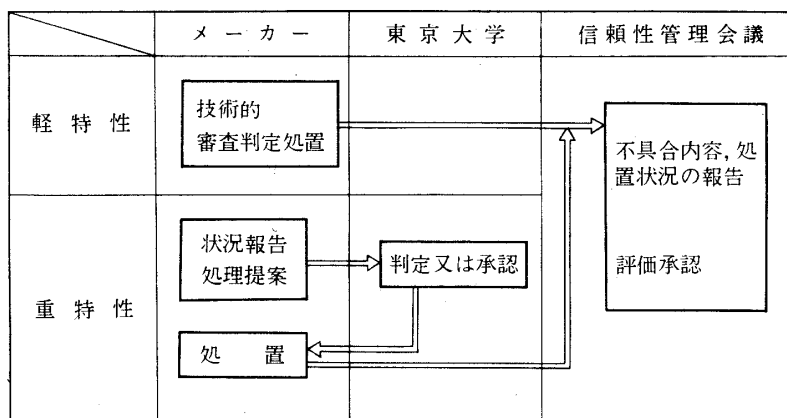 メーカー
東京大学
信頼性管理会議
軽特性
技術的
審査判定処置
不具合内容,処
置状況の報告
評価承認
重特性
状況報告
処理提案
判定又は承認
処置